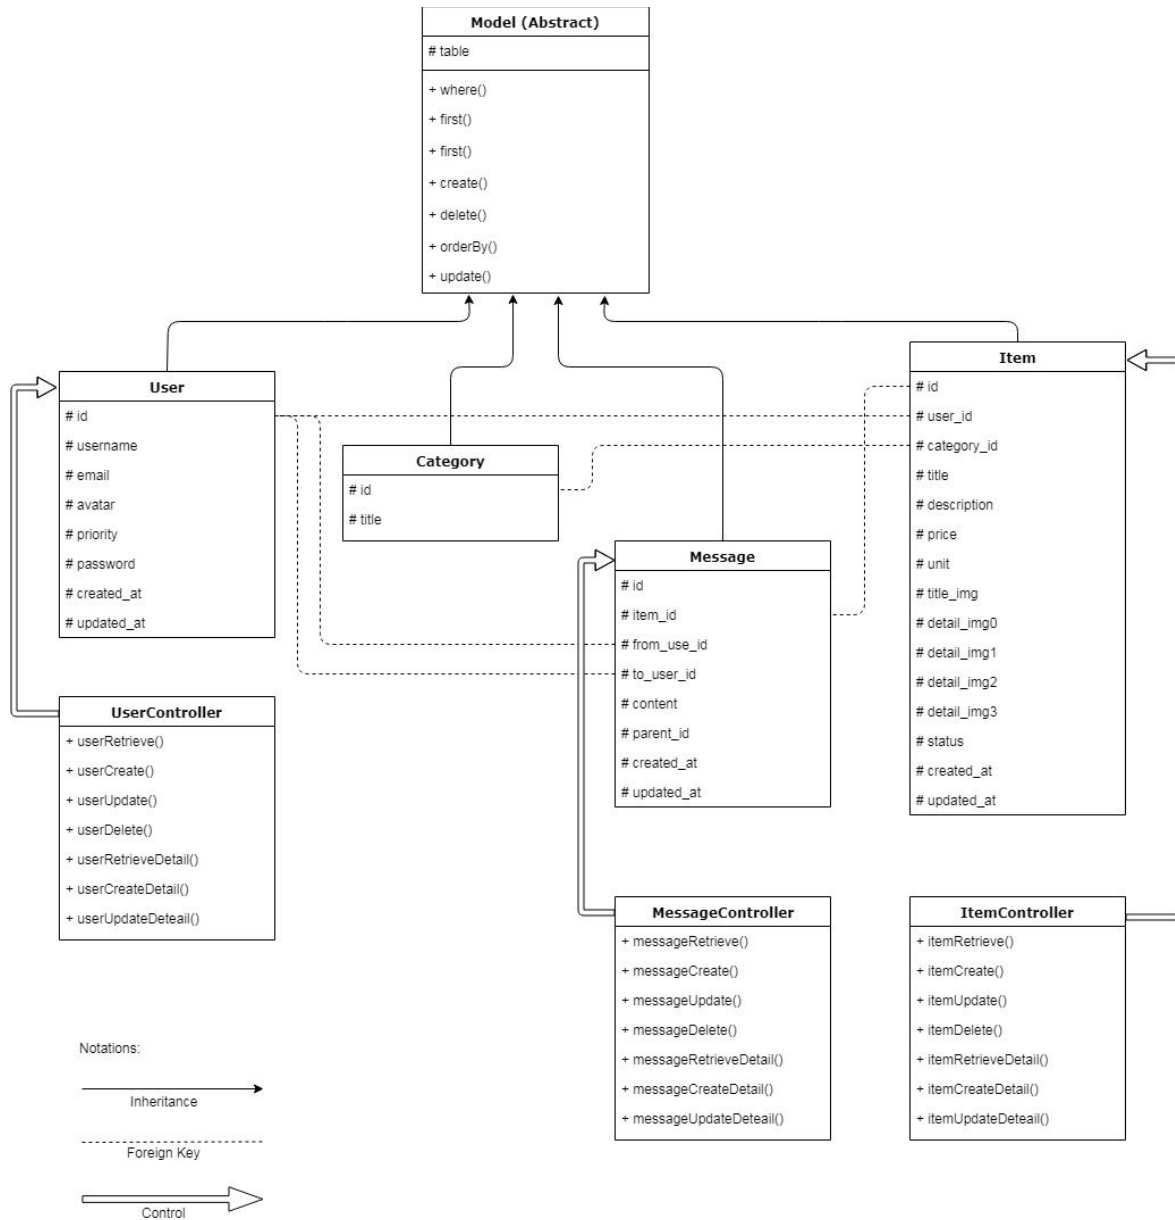 Model (Abstract)
# table
+ where()
+ first()
+ first()
+ create()
+ delete()
+ orderBy()
+ update()
User
# id
# username
# email
# avatar
# priority
# password
# created_at
# updated_at
Category
# id
# title
Message
# id
# item_id
# from_use_id
# to_user_id
# content
# parent_id
# created_at
# updated_at
Item
# id
# user_id
# category_id
# title
# description
# price
# unit
# title_img
# detail_img0
# detail_img1
# detail_img2
# detail_img3
# status
# created_at
# updated_at
UserController
+ userRetrieve()
+ userCreate()
+ userUpdate()
+ userDelete()
+ userRetrieveDetail()
+ userCreateDetail()
+ userUpdateDeteail()
MessageController
+ messageRetrieve()
+ messageCreate()
+ messageUpdate()
+ messageDelete()
+ messageRetrieveDetail()
+ messageCreateDetail()
+ messageUpdateDeteail()
ItemController
+ itemRetrieve()
+ itemCreate()
+ itemUpdate()
+ itemDelete()
+ itemRetrieveDetail()
+ itemCreateDetail()
+ itemUpdateDeteail()
Notations:
Inheritance
Foreign Key
Control